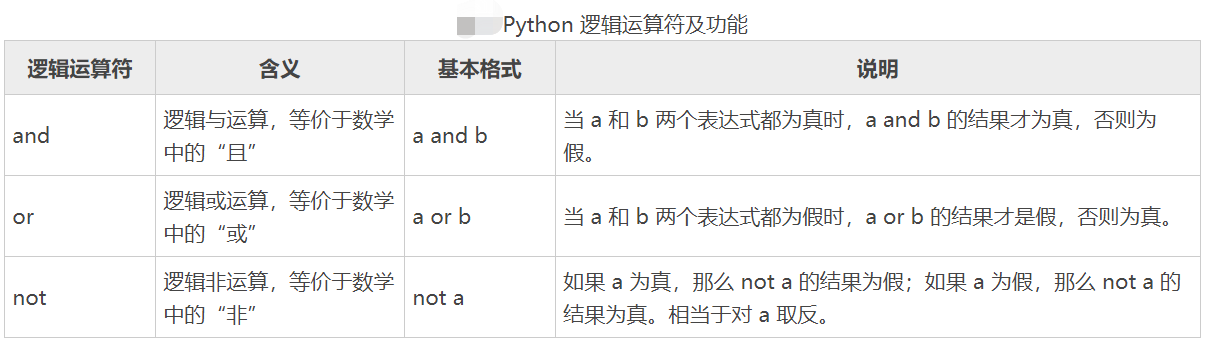 Python 逻辑运算符及功能
逻辑运算符 含义 基本格式 说明
and
逻辑与运算，等价于数学
中的“且”
a and b
当 a 和 b 两个表达式都为真时，a and b 的结果才为真，否则为
假。
or
逻辑或运算，等价于数学
中的“或”
a or b
当 a 和 b 两个表达式都为假时，a or b 的结果才是假，否则为真。
not
逻辑非运算，等价于数学
中的“非”
not a
如果 a 为真，那么 not a 的结果为假；如果 a 为假，那么 not a 的
结果为真。相当于对 a 取反。